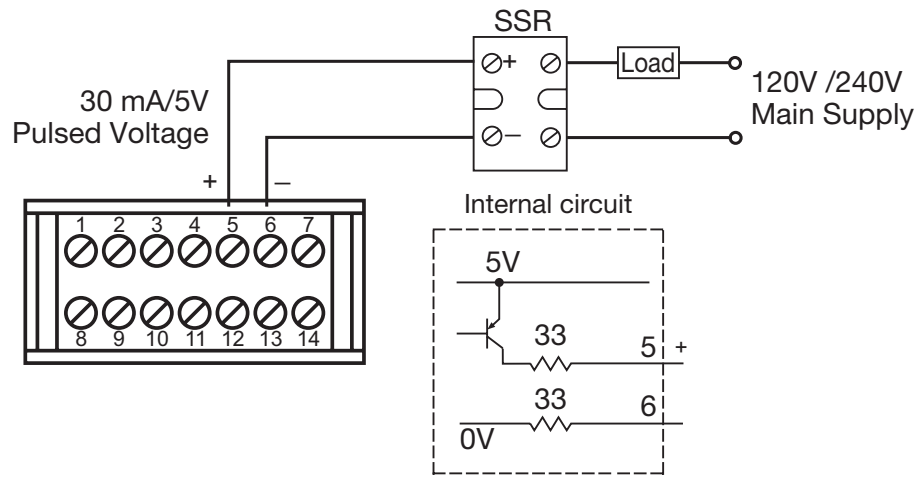 SSR
+
Load
120V /240V
Main Supply
30 mA/5V
Pulsed Voltage
–
+ –
1 2 3 4 5 6 7
8 9 10 11 12 13 14
Internal circuit
5V
33
5 +
33
6
0V